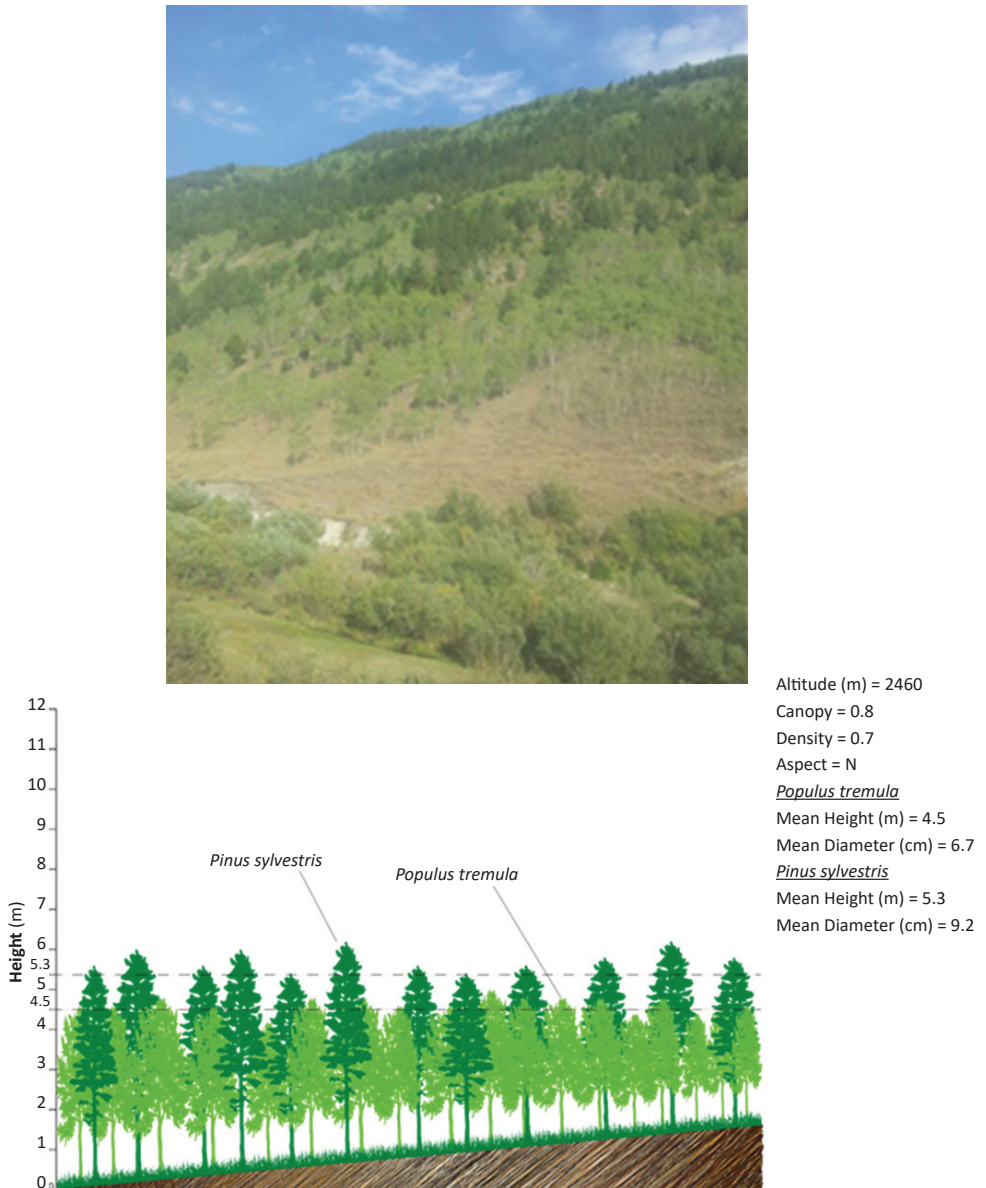 Altitude (m) = 2460
Canopy = 0.8
Density = 0.7
Aspect = N
Populus tremula
Mean Height (m) = 4.5
Mean Diameter (cm) = 6.7
Pinus sylvestris
Mean Height (m) = 5.3
Mean Diameter (cm) = 9.2
Height (m)
12
11
10
9
8
7
6
5.3
5
4.5
4
3
2
1
0
Pinus sylvestris
Populus tremula